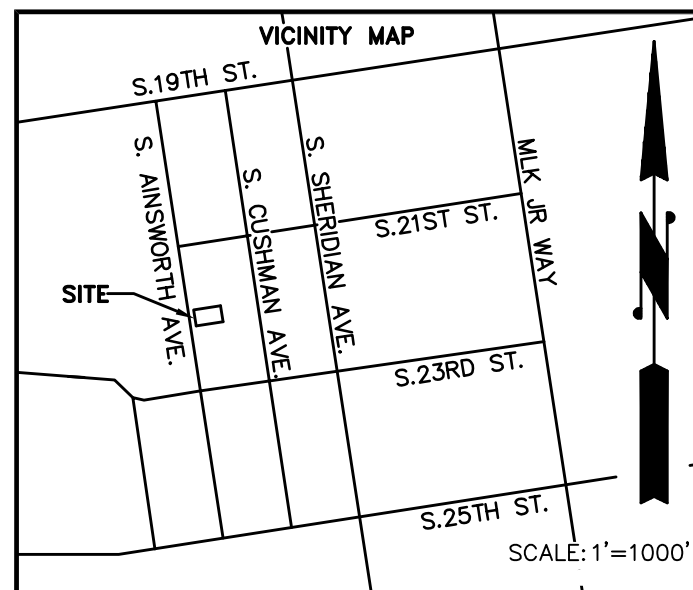 VICINITY MAP
S.19TH ST.
S. AINSWORTH AVE.
S. CUSHMAN AVE.
S. SHERIDIAN AVE.
MLK JR WAY
S.21ST ST.
SITE
S.23RD ST.
S.25TH ST.
SCALE: 1'=1000'